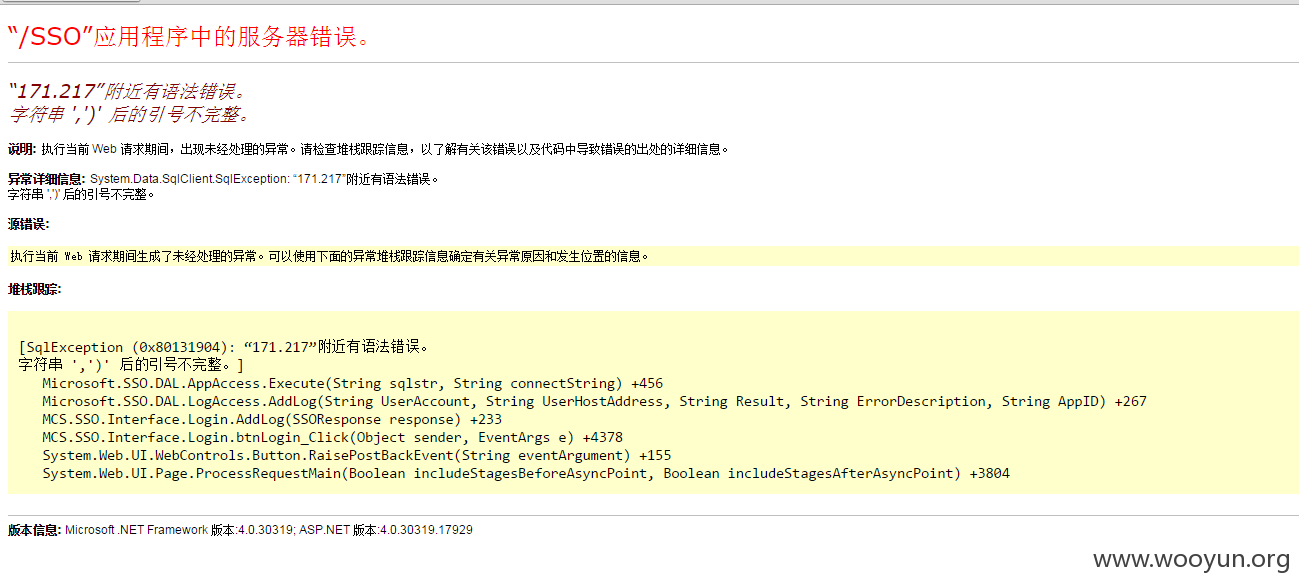 “/SSO”应用程序中的服务器错误。
“171.217”附近有语法错误。
字符串 ',')' 后的引号不完整。
说明: 执行当前 Web 请求期间，出现未经处理的异常。请检查堆栈跟踪信息，以了解有关该错误以及代码中导致错误的出处的详细信息。
异常详细信息: System.Data.SqlClient.SqlException: “171.217”附近有语法错误。
字符串 ',')' 后的引号不完整。
源错误:
执行当前 Web 请求期间生成了未经处理的异常。可以使用下面的异常堆栈跟踪信息确定有关异常原因和发生位置的信息。
堆栈跟踪:
[SqlException (0x80131904): “171.217”附近有语法错误。
字符串 ',')' 后的引号不完整。]
Microsoft.SSO.DAL.AppAccess.Execute(String sqlstr, String connectString) +456
Microsoft.SSO.DAL.LogAccess.AddLog(String UserAccount, String UserHostAddress, String Result, String ErrorDescription, String AppID) +267
MCS.SSO.Interface.Login.AddLog(SSOResponse response) +233
MCS.SSO.Interface.Login.btnLogin_Click(Object sender, EventArgs e) +4378
System.Web.UI.WebControls.Button.RaisePostBackEvent(String eventArgument) +155
System.Web.UI.Page.ProcessRequestMain(Boolean includeStagesBeforeAsyncPoint, Boolean includeStagesAfterAsyncPoint) +3804
版本信息: Microsoft .NET Framework 版本:4.0.30319; ASP.NET 版本:4.0.30319.17929
www.wooyun.org